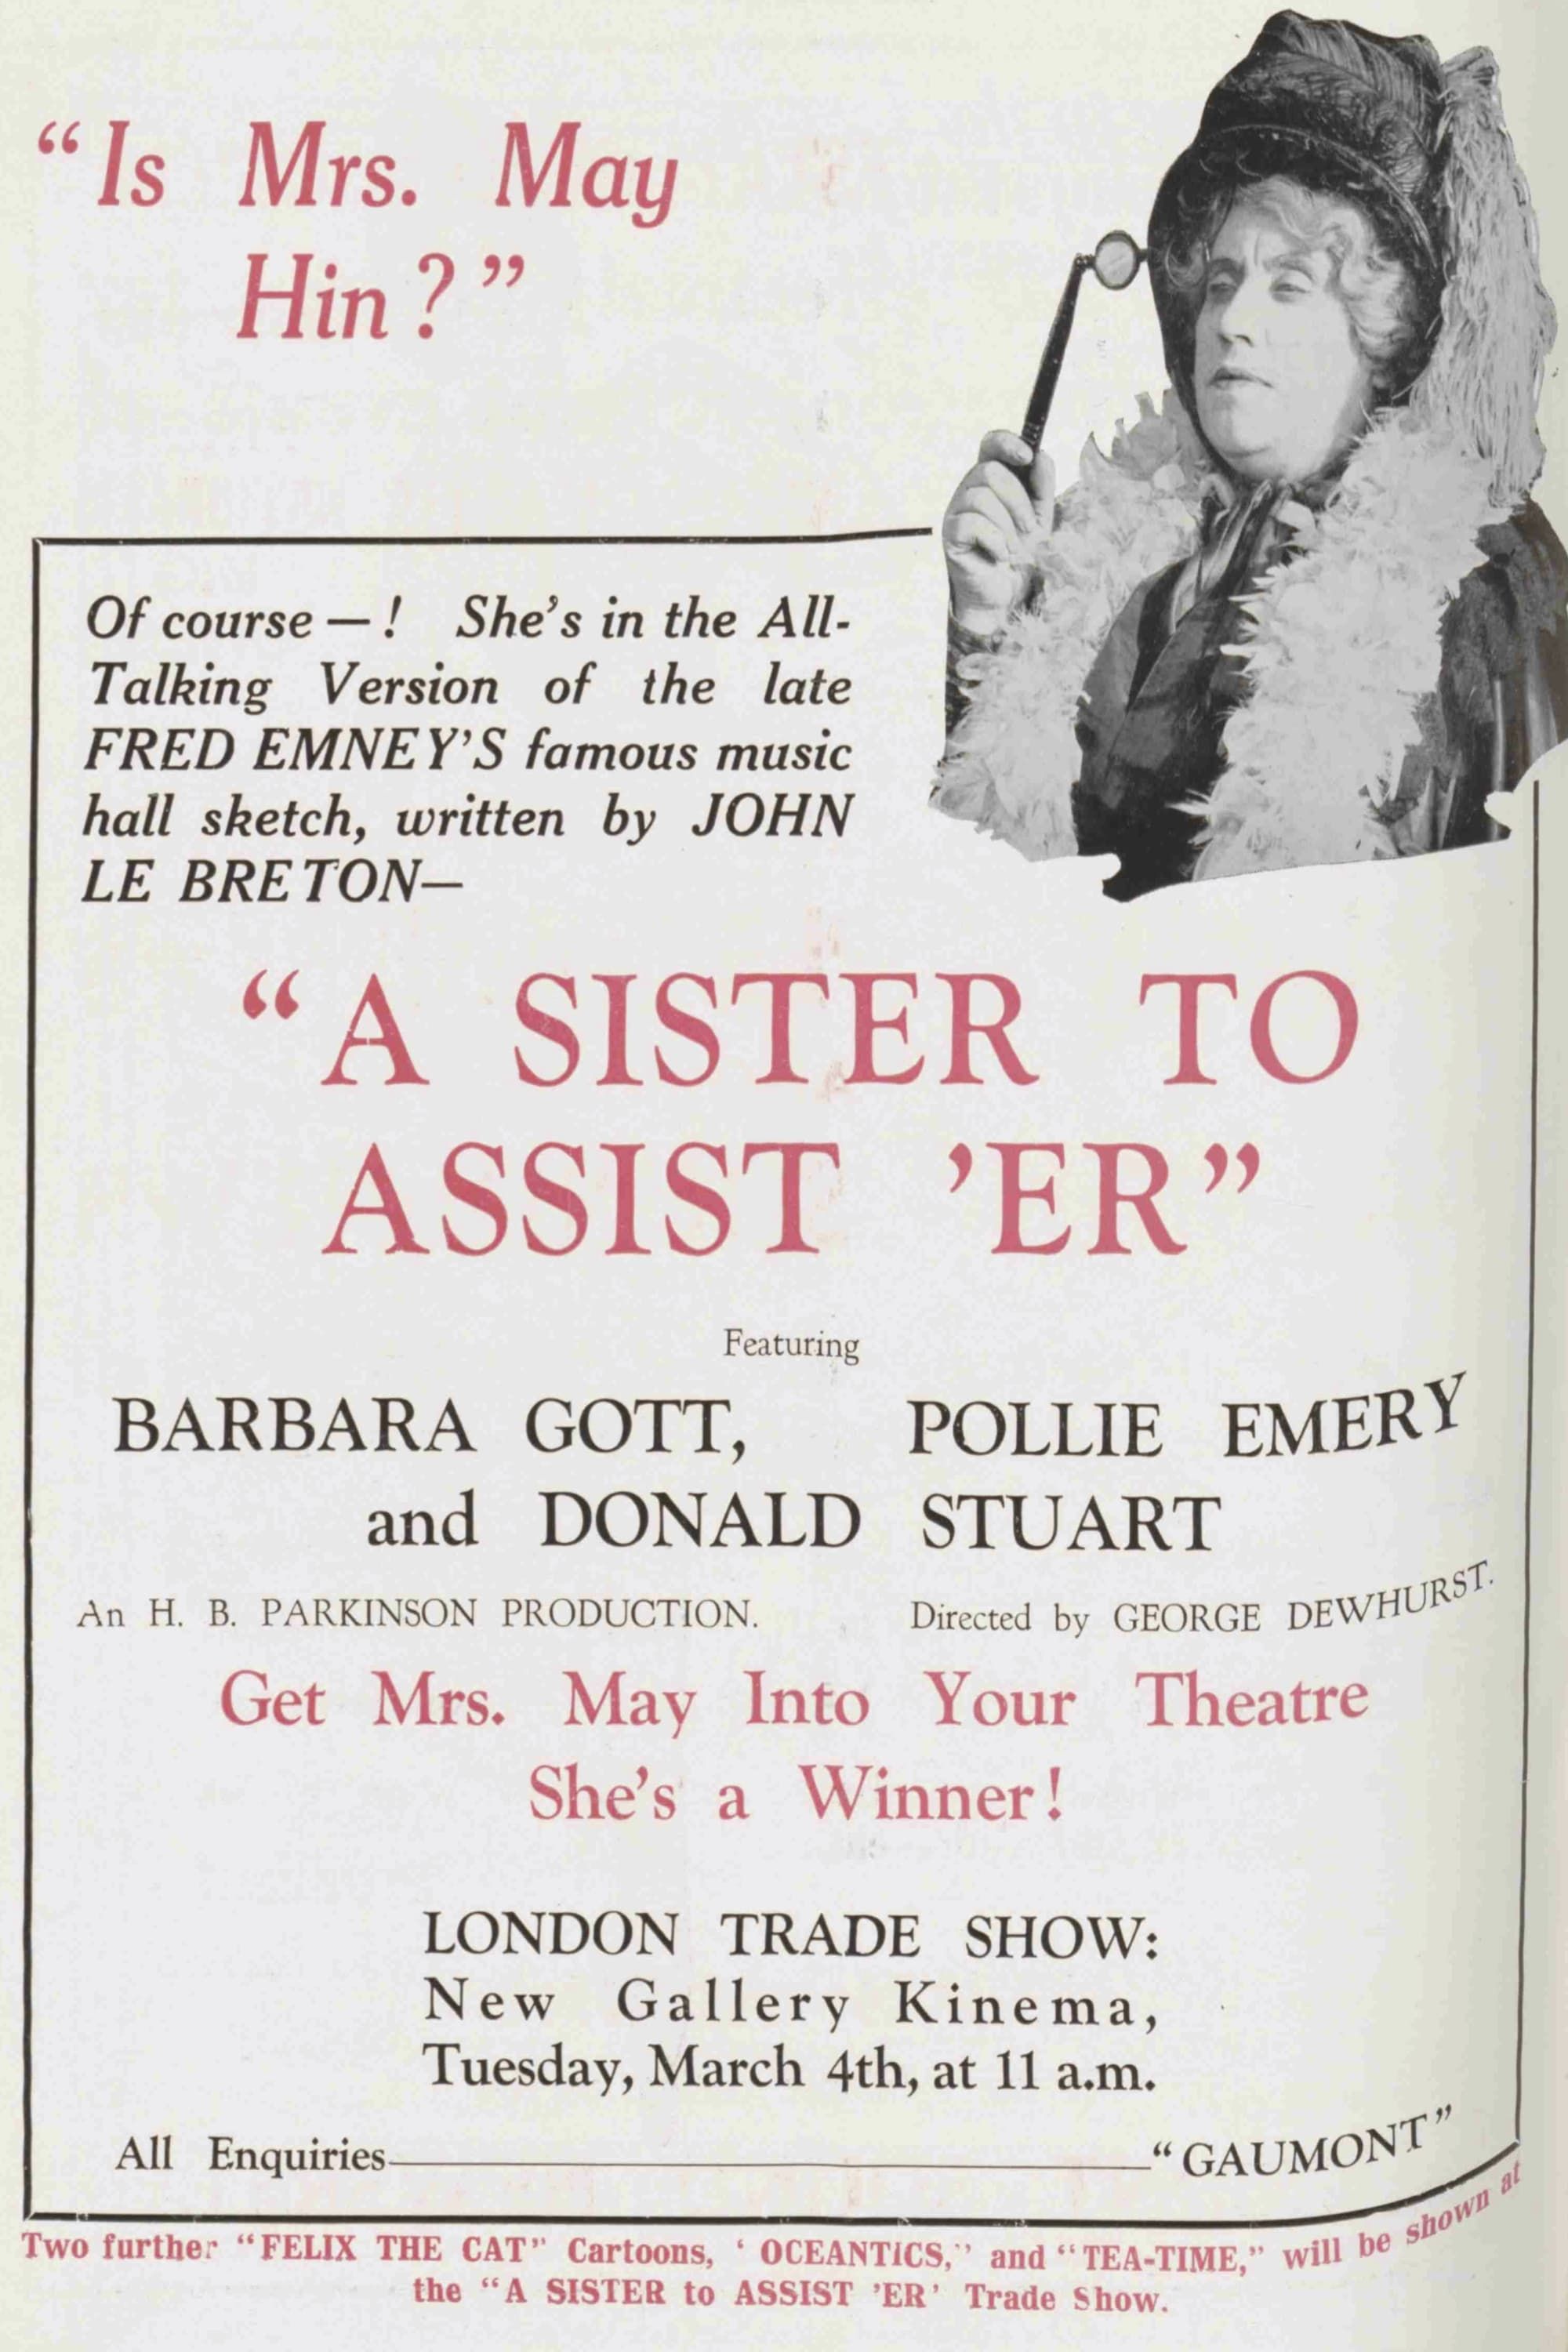 “Is Mrs. May
Hin?”
Of course—! She’s in the All-
Talking Version of the late
FRED EMNEY’S famous music
hall sketch, written by JOHN
LE BRETON—
“A SISTER TO
ASSIST ’ER”
Featuring
BARBARA GOTT, POLLIE EMERY
and DONALD STUART
An H. B. PARKINSON PRODUCTION. Directed by GEORGE DEWHURST.
Get Mrs. May Into Your Theatre
She’s a Winner!
LONDON TRADE SHOW:
New Gallery Kinema,
Tuesday, March 4th, at 11 a.m.
All Enquiries “GAUMONT”
Two further “FELIX THE CAT” Cartoons, ‘OCEANTICS,” and “TEA-TIME,” will be shown at
the “A SISTER to ASSIST ’ER’ Trade Show.